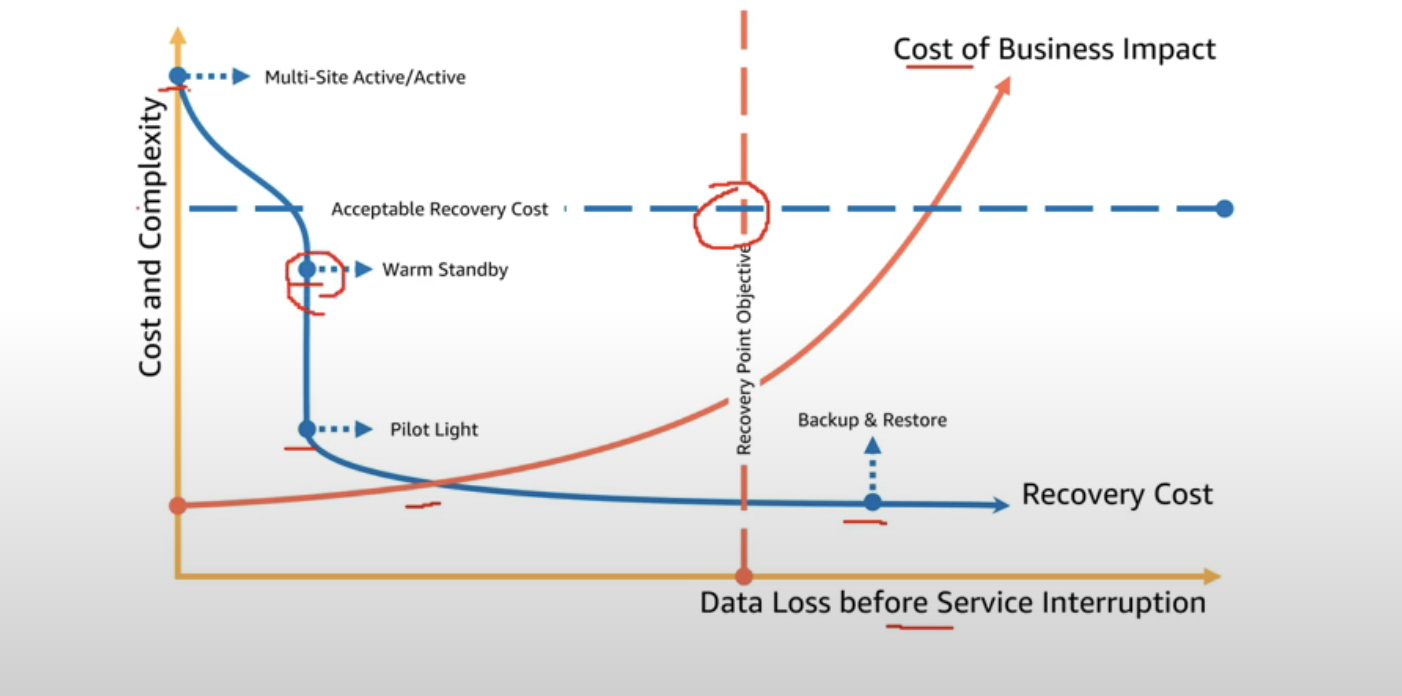 Cost of Business Impact
Multi-Site Active/Active
Cost and Complexity
Acceptable Recovery Cost
Warm Standby
Recovery Point Objective
Pilot Light
Backup & Restore
Recovery Cost
Data Loss before Service Interruption